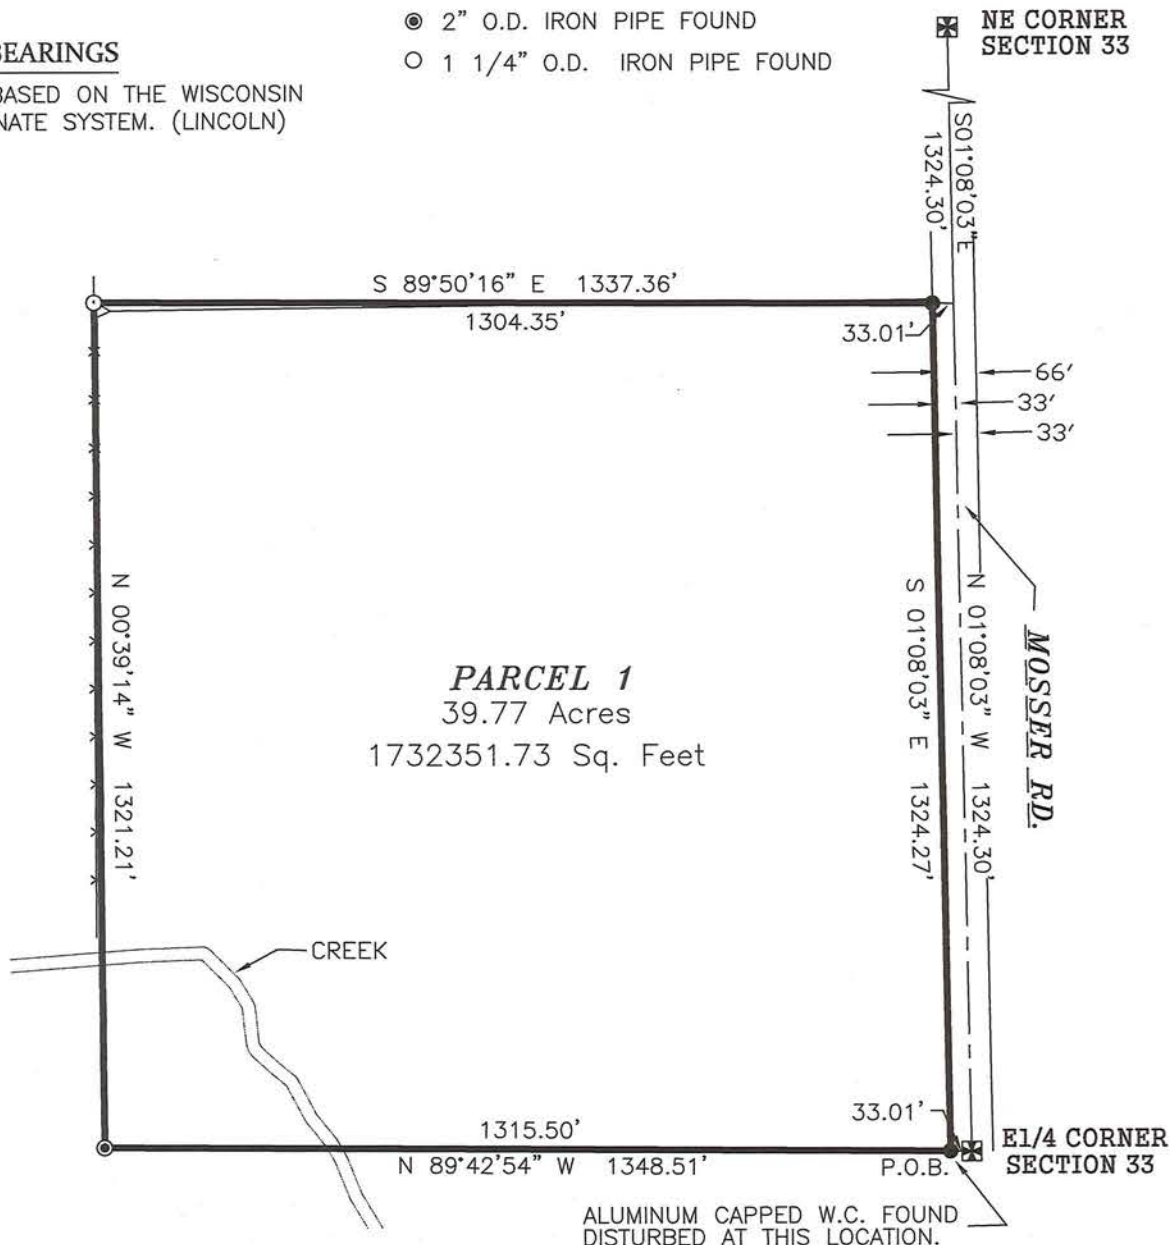 2" O.D. IRON PIPE FOUND
1 1/4" O.D. IRON PIPE FOUND
NE CORNER
SECTION 33
BEARINGS
BASED ON THE WISCONSIN
NATE SYSTEM. (LINCOLN)
S01°08'03" E
1324.30'
S 89°50'16" E 1337.36'
1304.35'
33.01'
66'
33'
33'
N 00°39'14" W 1321.21'
PARCEL 1
39.77 Acres
1732351.73 Sq. Feet
S 01°08'03" E 1324.27'
N 01°08'03" W 1324.30'
MOSSER RD.
CREEK
33.01'
1315.50'
N 89°42'54" W 1348.51'
P.O.B.
E1/4 CORNER
SECTION 33
ALUMINUM CAPPED W.C. FOUND
DISTURBED AT THIS LOCATION.